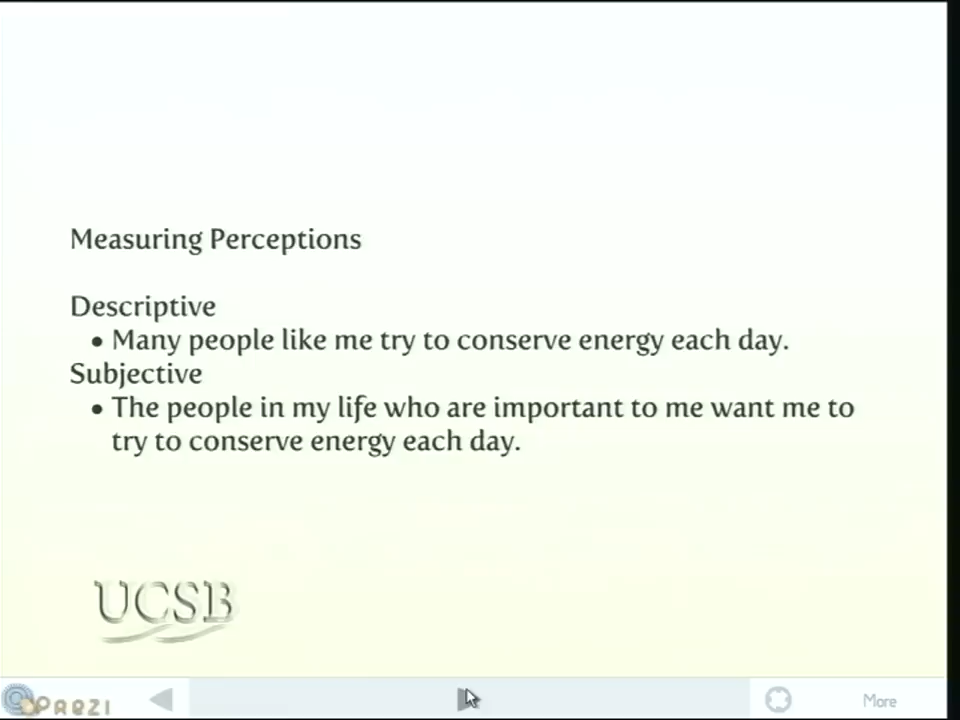 Measuring Perceptions
Descriptive
• Many people like me try to conserve energy each day.
Subjective
• The people in my life who are important to me want me to
try to conserve energy each day.
UCSB
PREZI
More